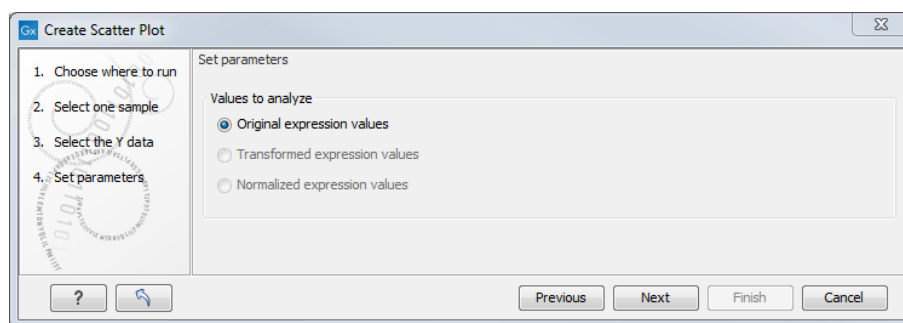 Gx Create Scatter Plot
1. Choose where to run
2. Select one sample
3. Select the Y data
4. Set parameters
Set parameters
Values to analyze
Original expression values
Transformed expression values
Normalized expression values
?
Previous
Next
Finish
Cancel